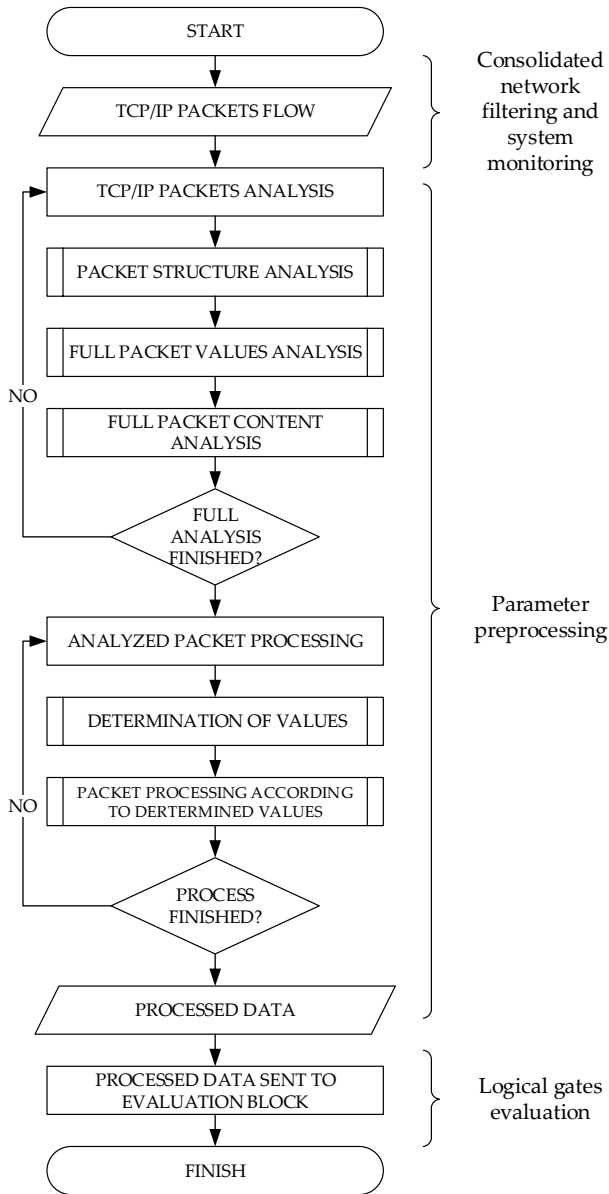 START
Consolidated
network
filtering and
system
monitoring
TCP/IP PACKETS FLOW
TCP/IP PACKETS ANALYSIS
PACKET STRUCTURE ANALYSIS
FULL PACKET VALUES ANALYSIS
NO
FULL PACKET CONTENT
ANALYSIS
FULL
ANALYSIS
FINISHED?
Parameter
preprocessing
ANALYZED PACKET PROCESSING
DETERMINATION OF VALUES
NO
PACKET PROCESSING ACCORDING
TO DERTERMINED VALUES
PROCESS
FINISHED?
PROCESSED DATA
PROCESSED DATA SENT TO
EVALUATION BLOCK
Logical gates
evaluation
FINISH